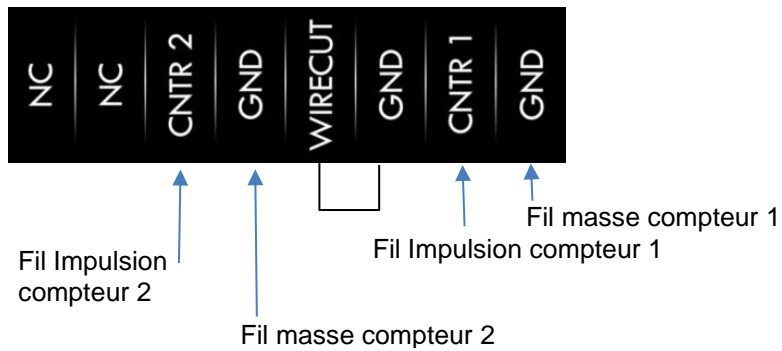 NC
NC
CNTR 2
GND
WIRECUT
GND
CNTR 1
GND
Fil masse compteur 1
Fil Impulsion compteur 1
Fil Impulsion
compteur 2
Fil masse compteur 2